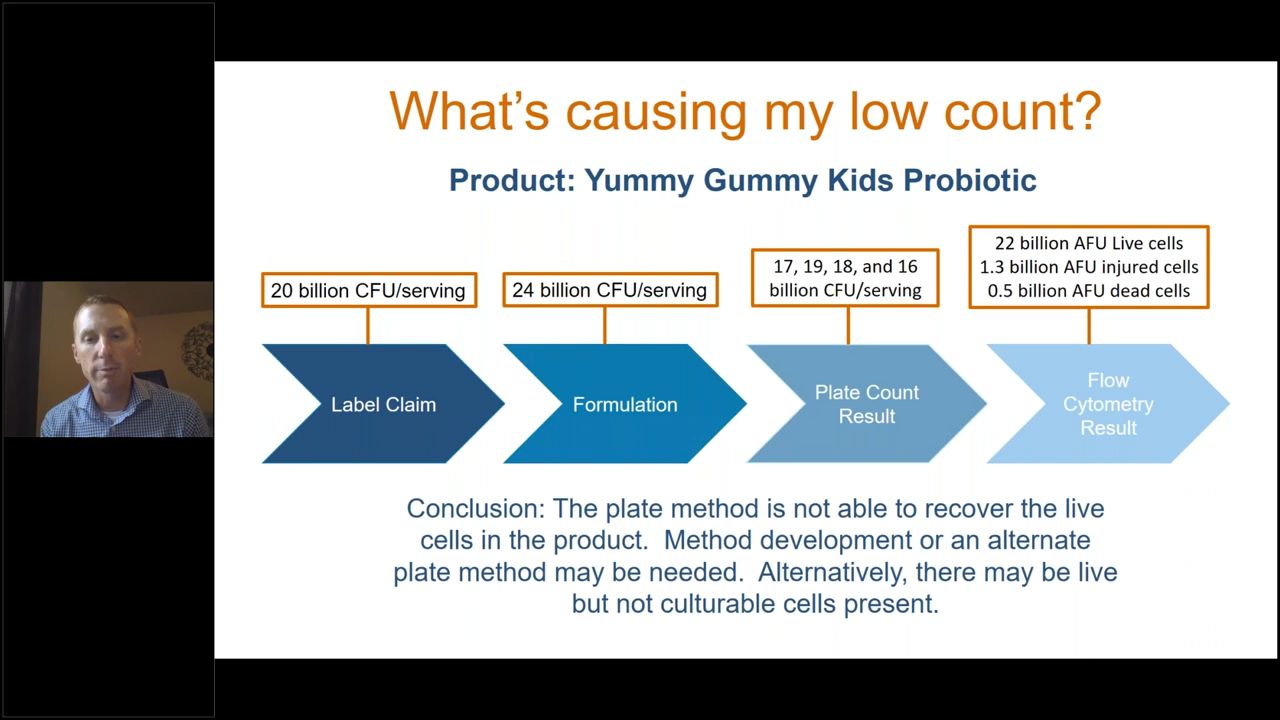 What's causing my low count?
Product: Yummy Gummy Kids Probiotic
20 billion CFU/serving
24 billion CFU/serving
17, 19, 18, and 16
billion CFU/serving
22 billion AFU Live cells
1.3 billion AFU injured cells
0.5 billion AFU dead cells
Label Claim
Formulation
Plate Count
Result
Flow
Cytometry
Result
Conclusion: The plate method is not able to recover the live
cells in the product. Method development or an alternate
plate method may be needed. Alternatively, there may be live
but not culturable cells present.